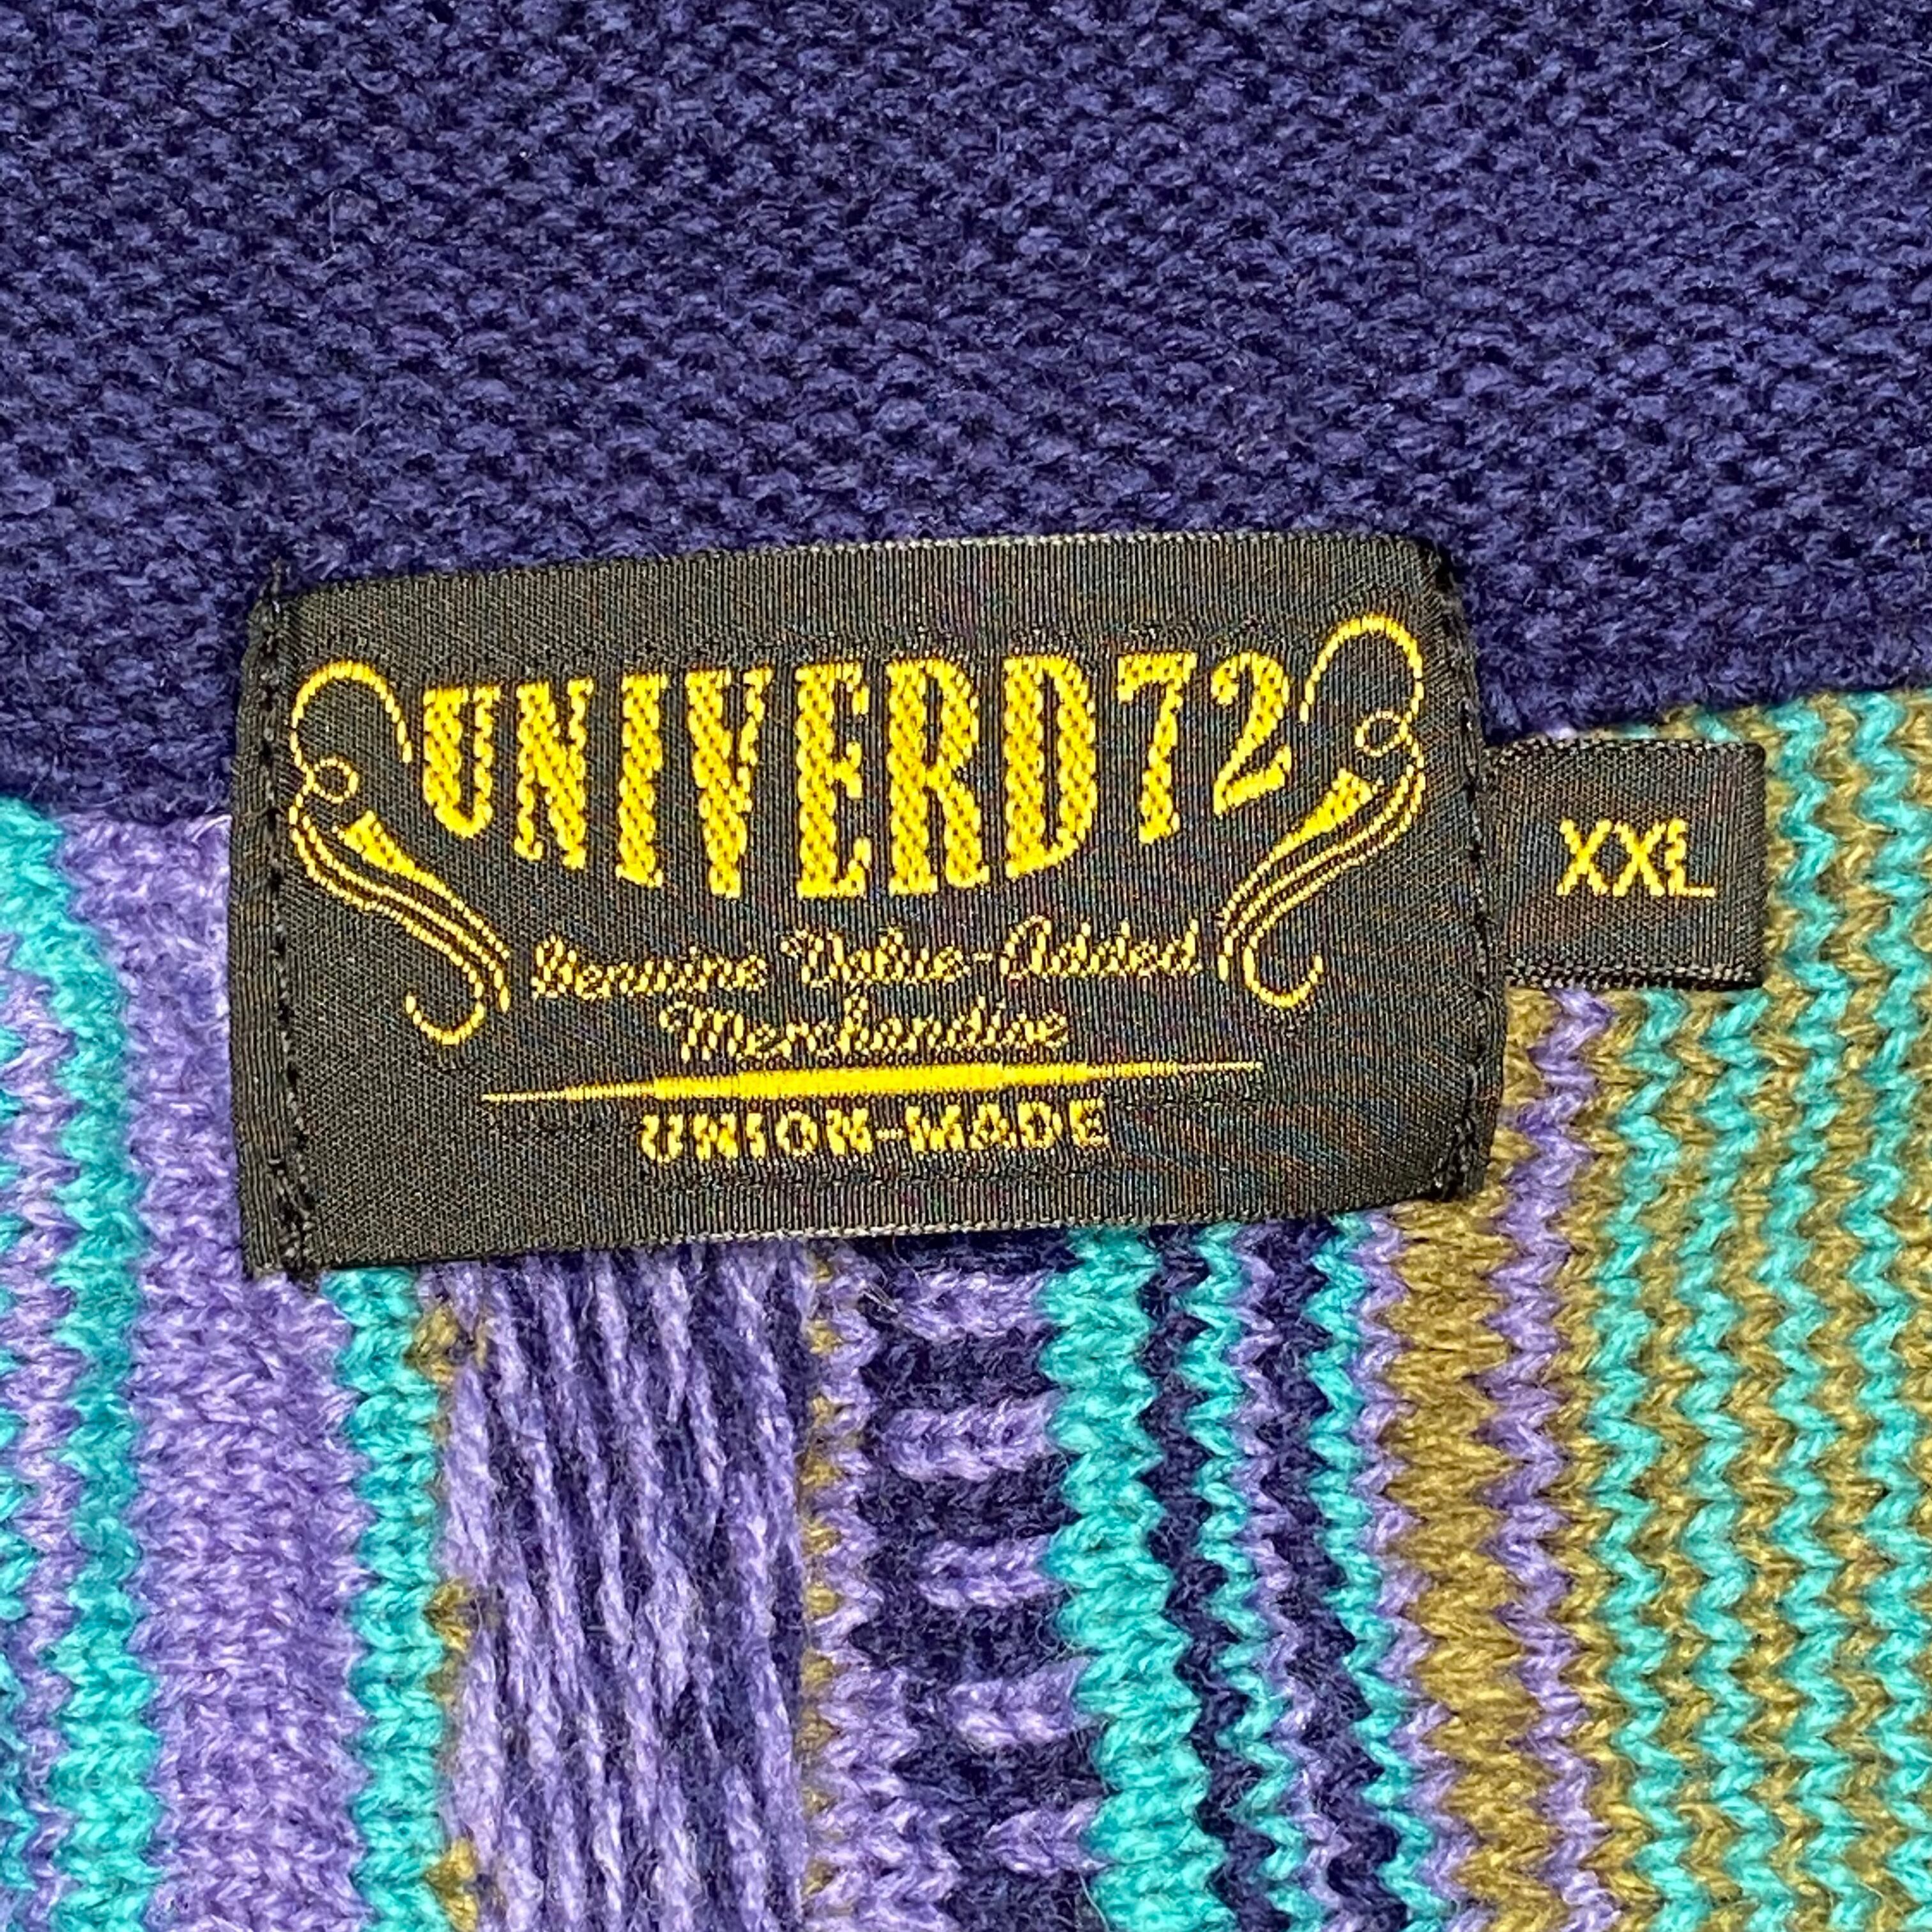 UNIVERD72
XXL
Genuine Value-Added
Merchandise
UNION-MADE